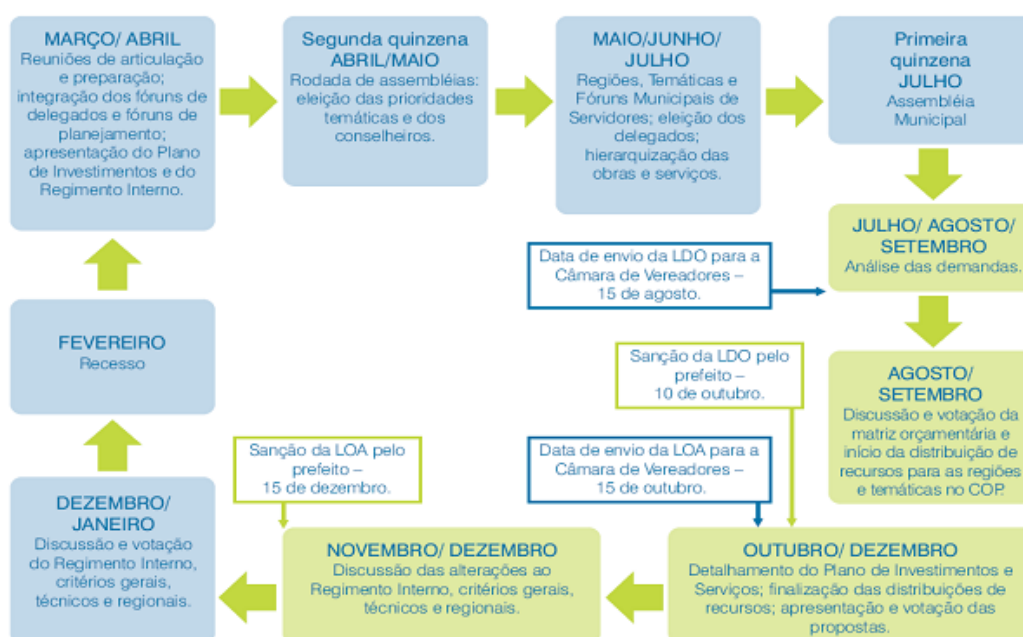 MARÇO/ ABRIL
Reuniões de articulação
e preparação;
integração dos fóruns de
delegados e fóruns de
planejamento;
apresentação do Plano
de Investimentos e do
Regimento Interno.
Segunda quinzena
ABRIL/MAIO
Rodada de assembléias:
eleição das prioridades
temáticas e dos
conselheiros.
MAIO/JUNHO/
JULHO
Regiões, Temáticas e
Fóruns Municipais de
Servidores; eleição dos
delegados;
hierarquização das
obras e serviços.
Primeira
quinzena
JULHO
Assembléia
Municipal
JULHO/ AGOSTO/
SETEMBRO
Análise das demandas.
Data de envio da LDO para a
Câmara de Vereadores –
15 de agosto.
AGOSTO/
SETEMBRO
Discussão e votação da
matriz orçamentária e
início da distribuição de
recursos para as regiões
e temáticas no COP.
Sanção da LDO pelo
prefeito –
10 de outubro.
Data de envio da LOA para a
Câmara de Vereadores –
15 de outubro.
OUTUBRO/ DEZEMBRO
Detalhamento do Plano de Investimentos e
Serviços; finalização das distribuições de
recursos; apresentação e votação das
propostas.
Sanção da LOA pelo
prefeito –
15 de dezembro.
NOVEMBRO/ DEZEMBRO
Discussão das alterações ao
Regimento Interno, critérios gerais,
técnicos e regionais.
DEZEMBRO/
JANEIRO
Discussão e votação
do Regimento Interno,
critérios gerais,
técnicos e regionais.
FEVEREIRO
Recesso